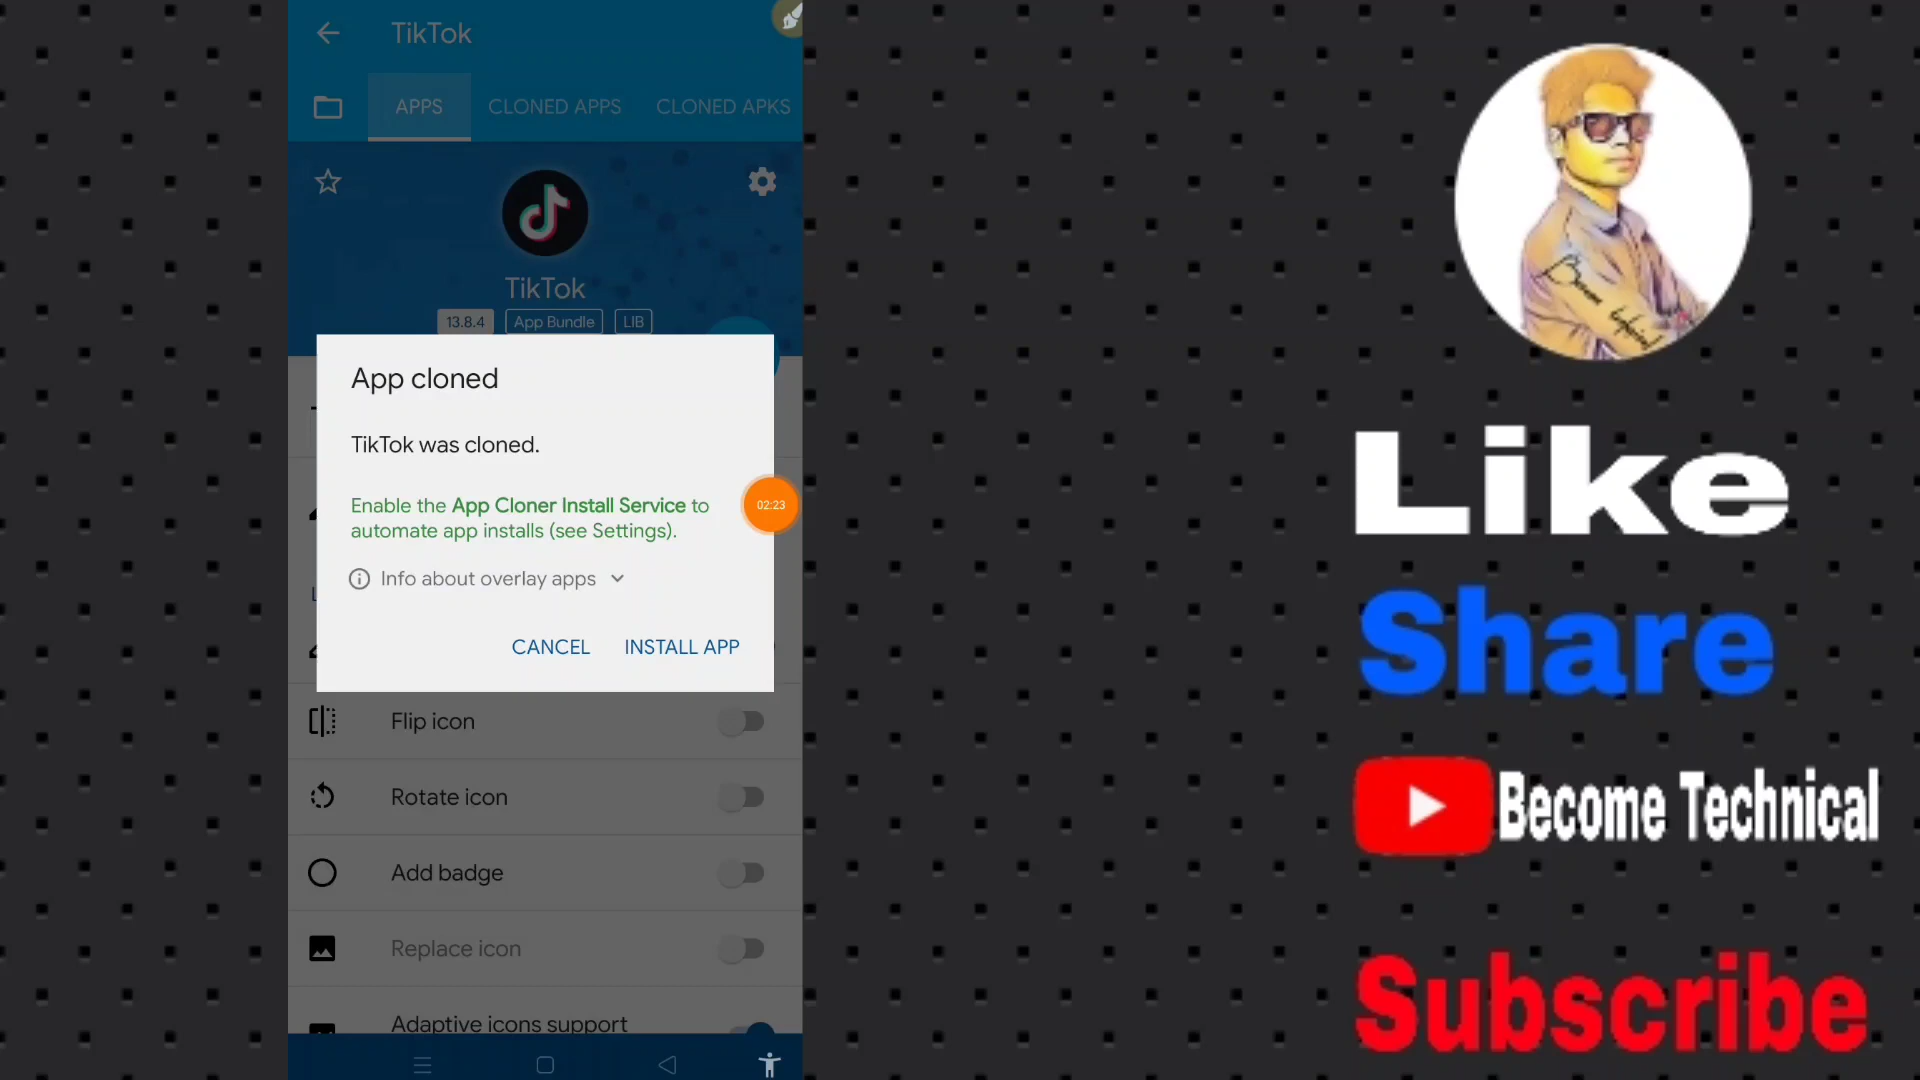 TikTok
APPS
CLONED APPS
CLONED APKS
TikTok
13.8.4
App Bundle
LIB
App cloned
TikTok was cloned.
Enable the App Cloner Install Service to
automate app installs (see Settings).
02:23
Info about overlay apps
CANCEL
INSTALL APP
Flip icon
Rotate icon
Add badge
Replace icon
Adaptive icons support
Like
Share
Become Technical
Subscribe